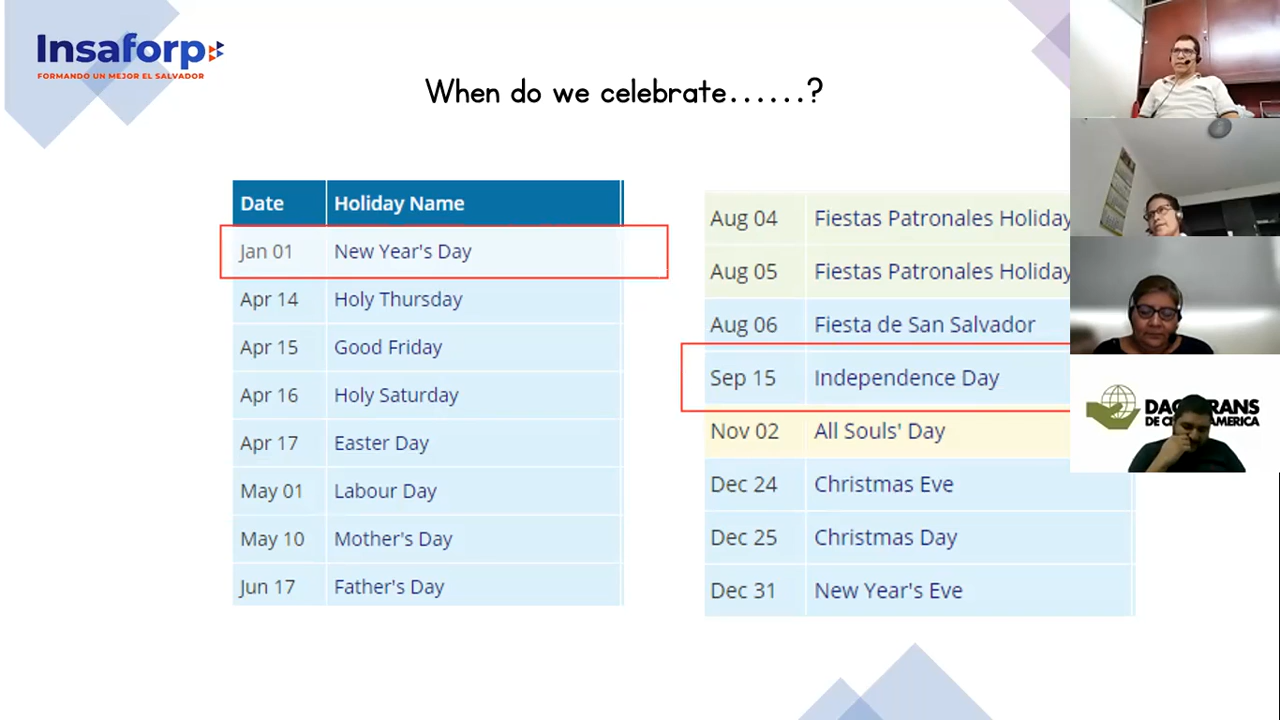 Insaforp
FORMANDO UN MEJOR EL SALVADOR
When do we celebrate......?
Date Holiday Name
Jan 01 New Year's Day
Apr 14 Holy Thursday
Apr 15 Good Friday
Apr 16 Holy Saturday
Apr 17 Easter Day
May 01 Labour Day
May 10 Mother's Day
Jun 17 Father's Day
Aug 04 Fiestas Patronales Holiday
Aug 05 Fiestas Patronales Holiday
Aug 06 Fiesta de San Salvador
Sep 15 Independence Day
Nov 02 All Souls' Day
Dec 24 Christmas Eve
Dec 25 Christmas Day
Dec 31 New Year's Eve